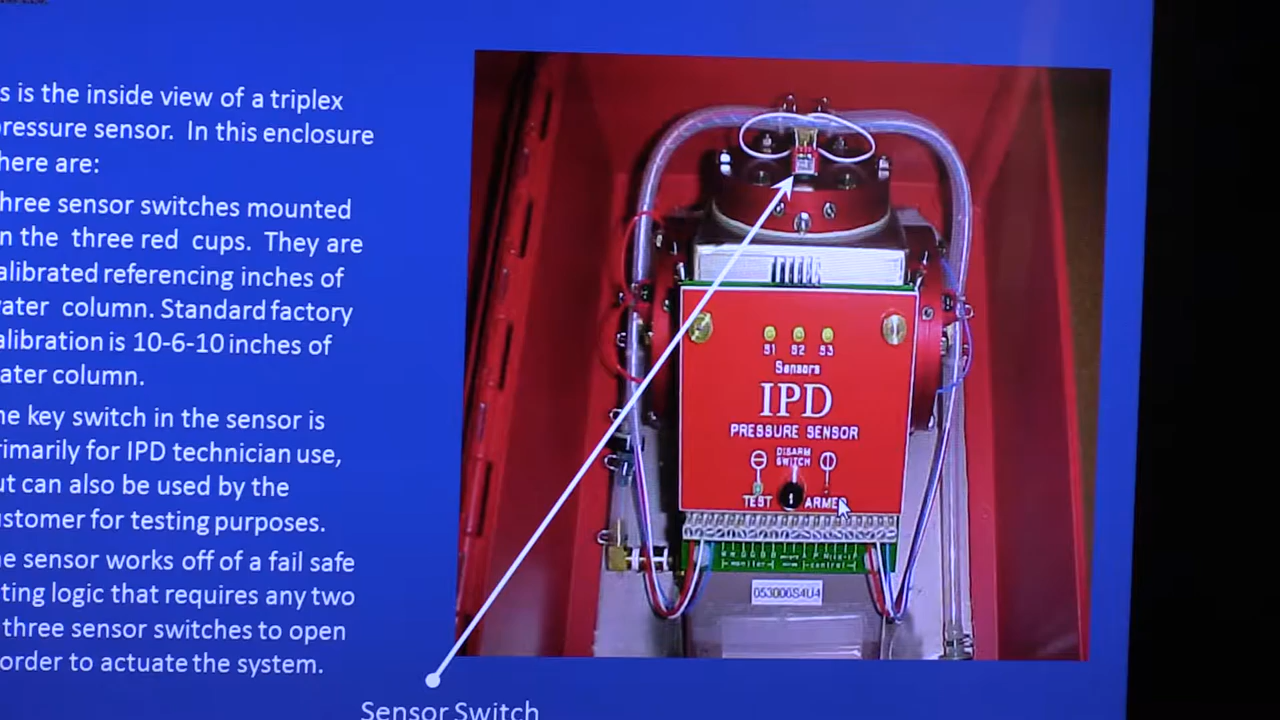 s is the inside view of a triplex
ressure sensor. In this enclosure
here are:
hree sensor switches mounted
n the three red cups. They are
alibrated referencing inches of
ater column. Standard factory
alibration is 10-6-10 inches of
ater column.
he key switch in the sensor is
rimarily for IPD technician use,
ut can also be used by the
ustomer for testing purposes.
he sensor works off of a fail safe
ting logic that requires any two
three sensor switches to open
order to actuate the system.
S1 S2 S3
Sensors
IPD
PRESSURE SENSOR
DISARM
SWITCH
TEST ARMED
monitor control
053006S4U4
Sensor Switch